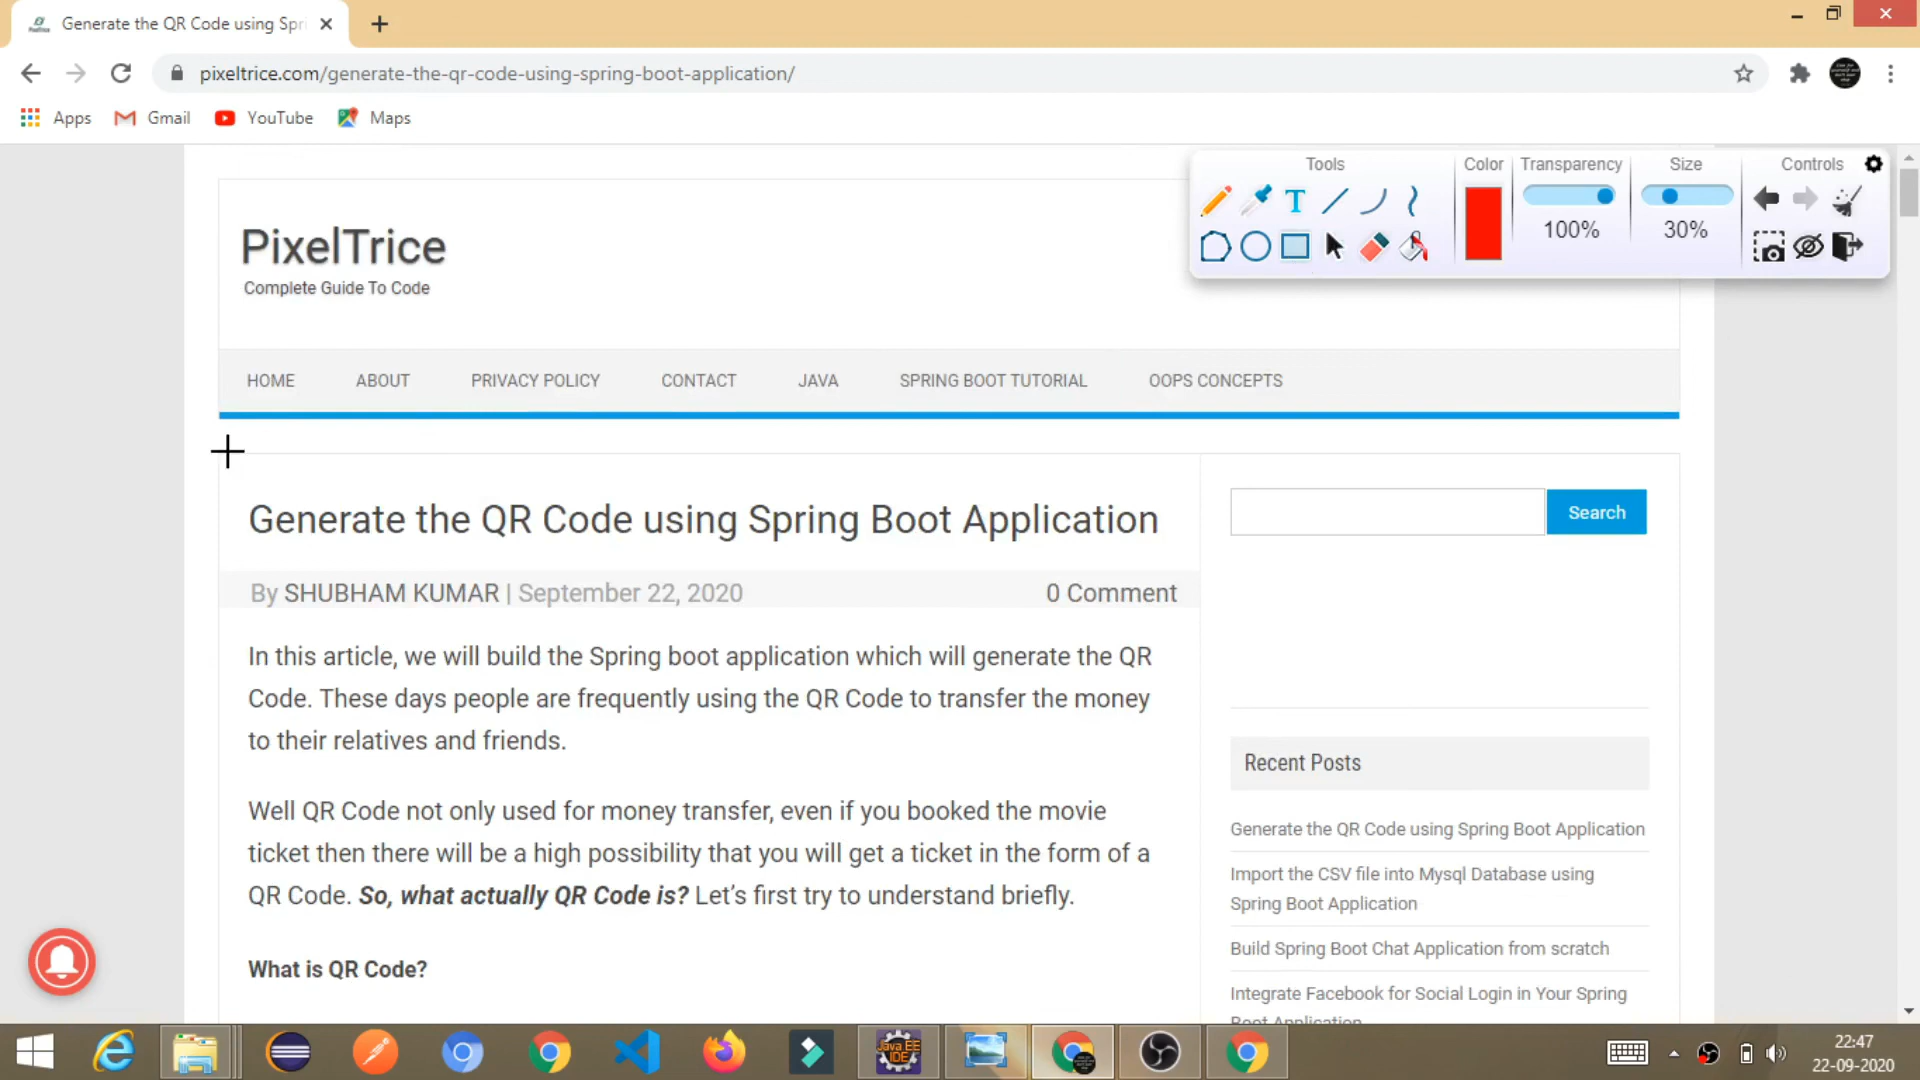 Generate the QR Code using Spri
pixeltrice.com/generate-the-qr-code-using-spring-boot-application/
Apps
Gmail
YouTube
Maps
Tools
Color
Transparency
Size
Controls
100%
30%
PixelTrice
Complete Guide To Code
HOME
ABOUT
PRIVACY POLICY
CONTACT
JAVA
SPRING BOOT TUTORIAL
OOPS CONCEPTS
Generate the QR Code using Spring Boot Application
By SHUBHAM KUMAR | September 22, 2020
0 Comment
In this article, we will build the Spring boot application which will generate the QR
Code. These days people are frequently using the QR Code to transfer the money
to their relatives and friends.
Well QR Code not only used for money transfer, even if you booked the movie
ticket then there will be a high possibility that you will get a ticket in the form of a
QR Code. So, what actually QR Code is? Let's first try to understand briefly.
What is QR Code?
Search
Recent Posts
Generate the QR Code using Spring Boot Application
Import the CSV file into Mysql Database using
Spring Boot Application
Build Spring Boot Chat Application from scratch
Integrate Facebook for Social Login in Your Spring
Boot Application
Java EE
IDE
22:47
22-09-2020